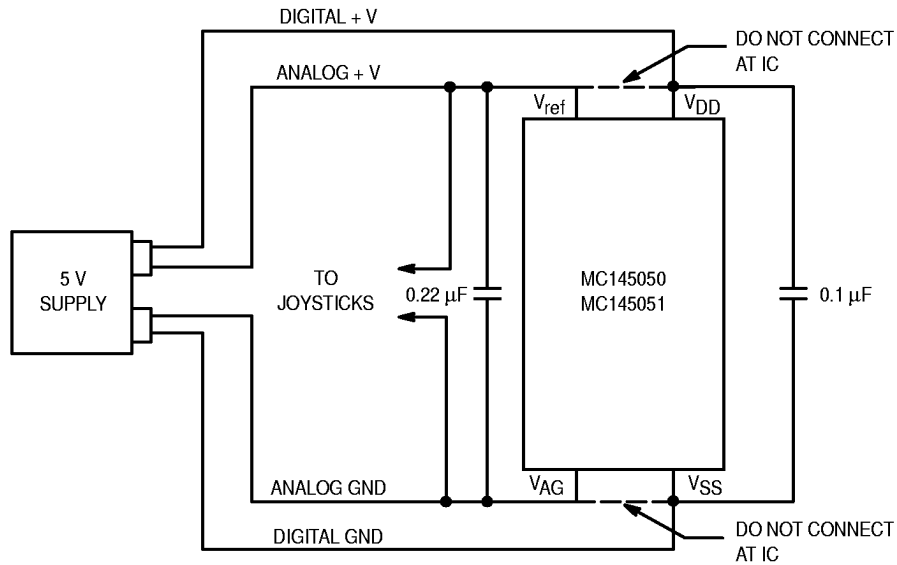 DIGITAL + V
DO NOT CONNECT
AT IC
ANALOG + V
Vref
VDD
5 V
SUPPLY
TO
JOYSTICKS
0.22 µF
MC145050
MC145051
0.1 µF
ANALOG GND
VAG
VSS
DIGITAL GND
DO NOT CONNECT
AT IC